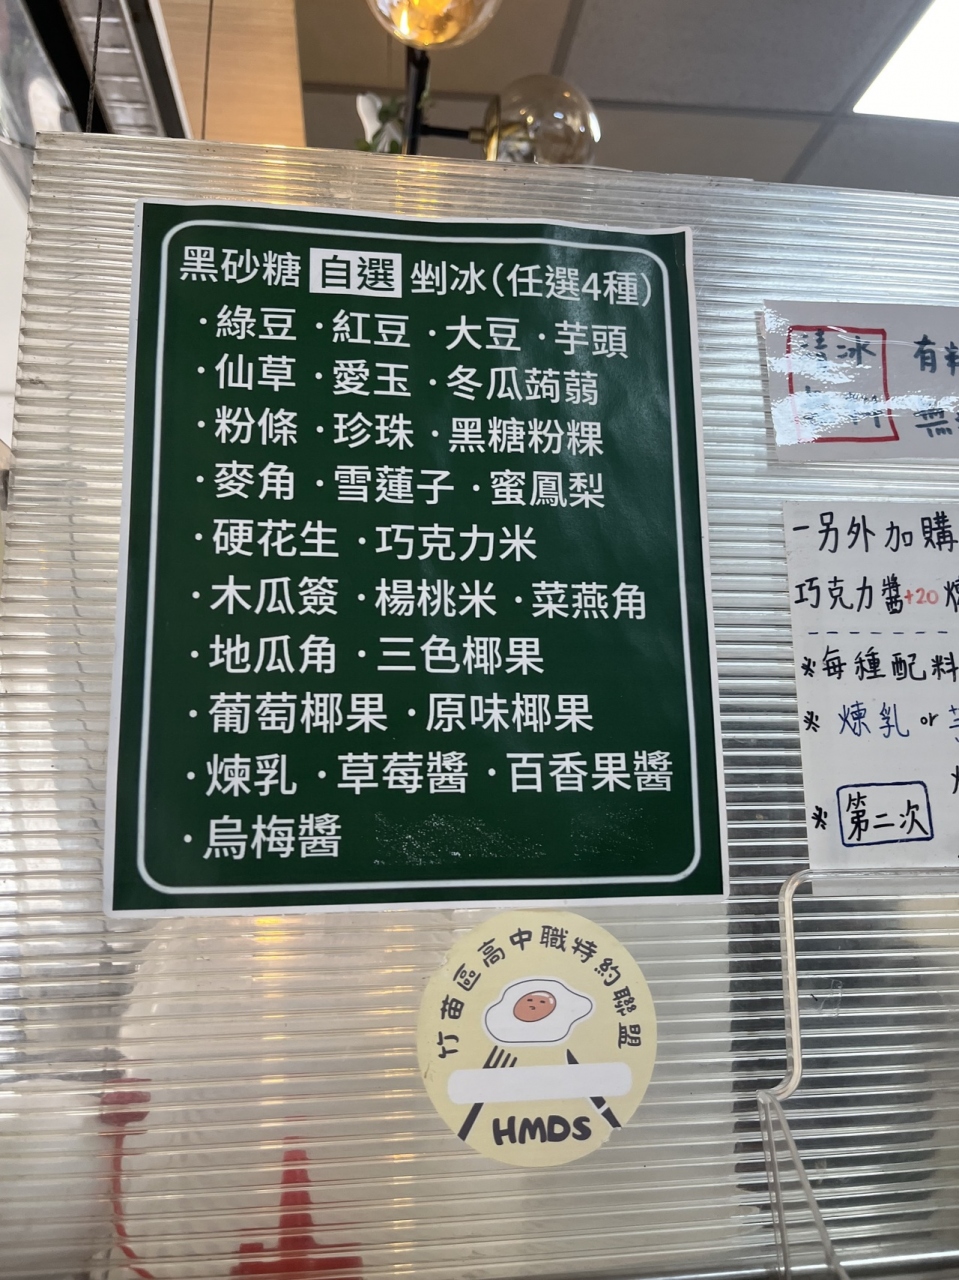 黑砂糖 自選 剉冰(任選4種)
·綠豆 ·紅豆 ·大豆 ·芋頭
·仙草 ·愛玉 ·冬瓜蒟蒻
·粉條 ·珍珠 ·黑糖粉粿
·麥角 ·雪蓮子 ·蜜鳳梨
·硬花生 ·巧克力米
·木瓜簽 ·楊桃米 ·菜燕角
·地瓜角 ·三色椰果
·葡萄椰果 ·原味椰果
·煉乳 ·草莓醬 ·百香果醬
·烏梅醬
冰 有料
無
-另外加購
巧克力醬+20
※每種配料
※ 煉乳 or
※ 第二次
竹苗區高中職特約聯盟
HMDS